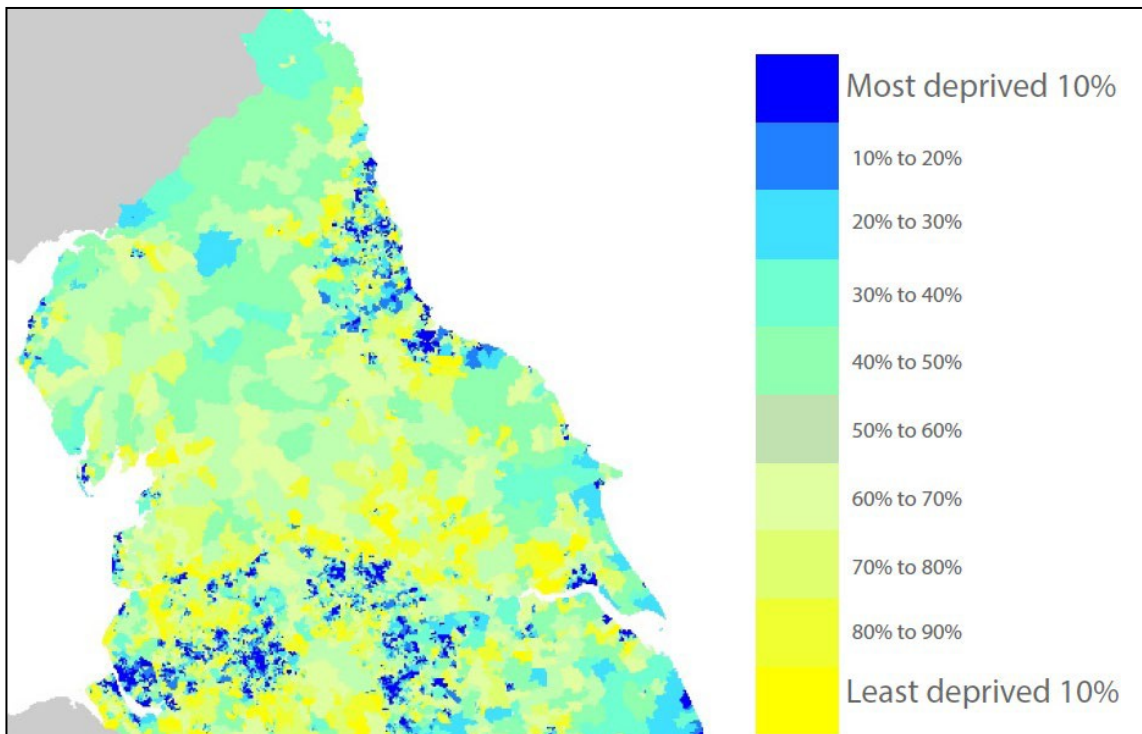 Most deprived 10%
10% to 20%
20% to 30%
30% to 40%
40% to 50%
50% to 60%
60% to 70%
70% to 80%
80% to 90%
Least deprived 10%